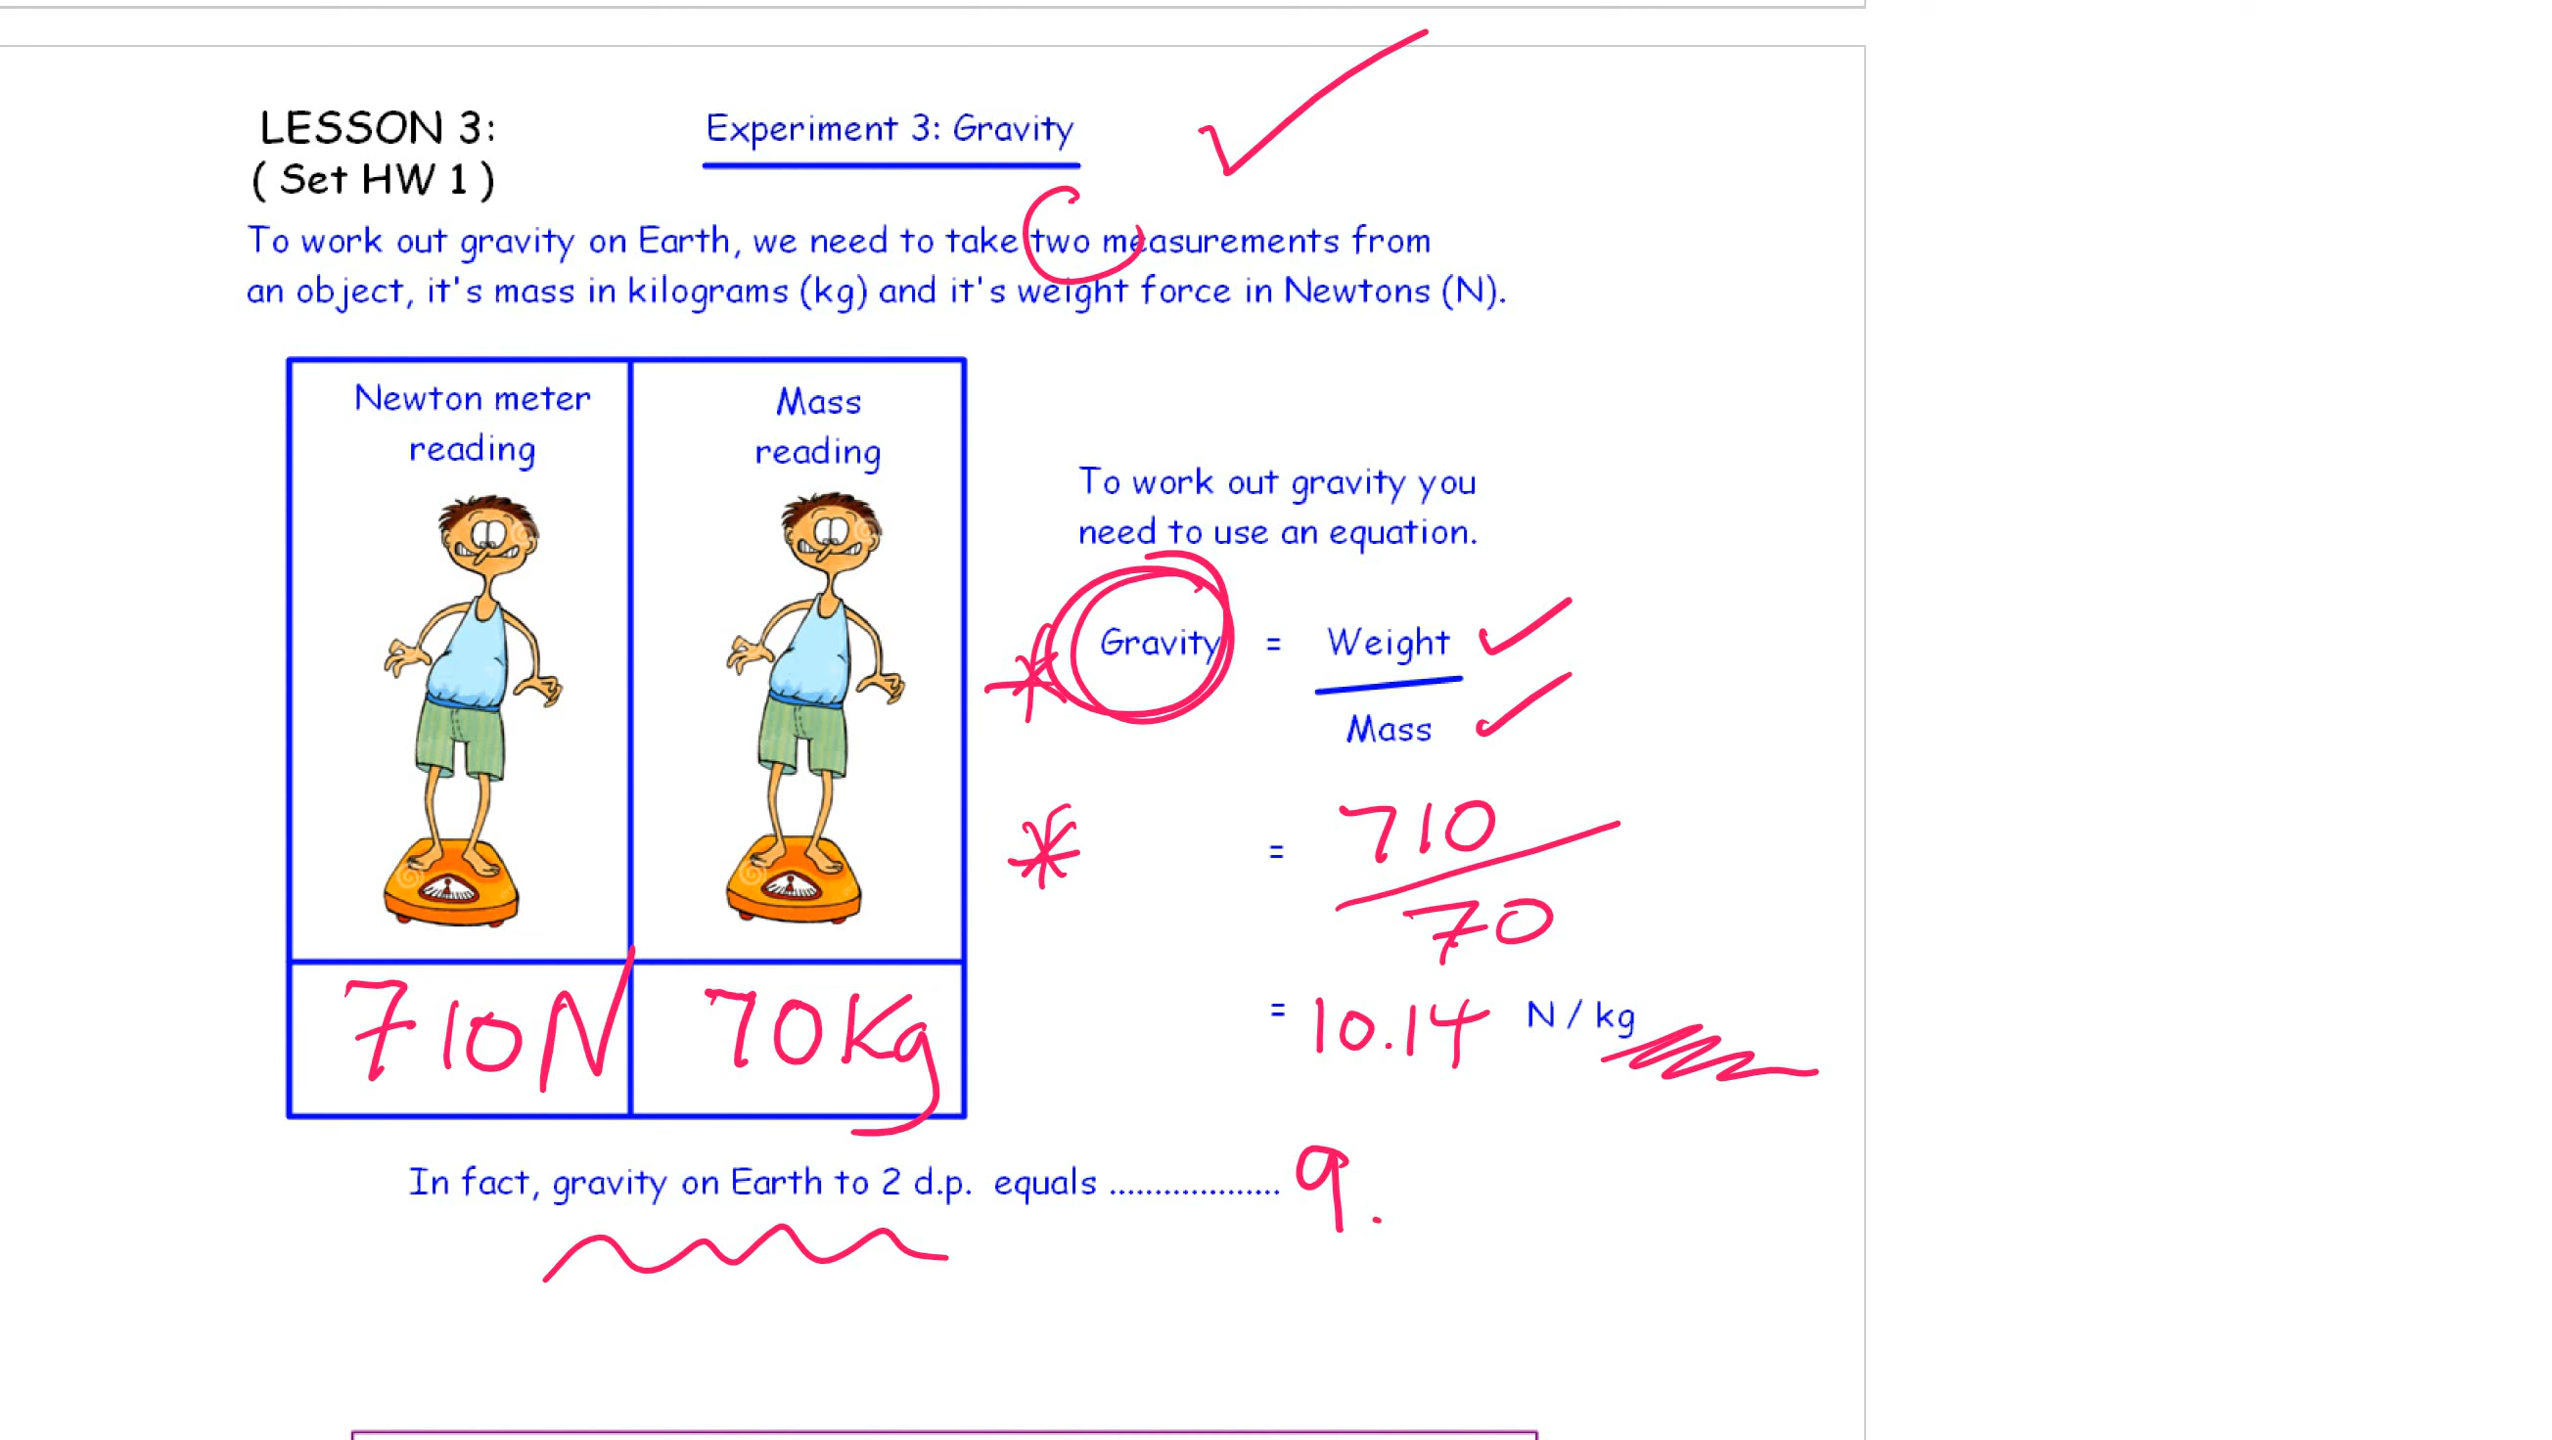 LESSON 3:
( Set HW 1 )
Experiment 3: Gravity
To work out gravity on Earth, we need to take two measurements from
an object, it's mass in kilograms (kg) and it's weight force in Newtons (N).
Newton meter
reading
Mass
reading
710N
70Kg
To work out gravity you
need to use an equation.
Gravity = Weight
Mass
= 710
70
= 10.14 N / kg
In fact, gravity on Earth to 2 d.p. equals ................... 9.